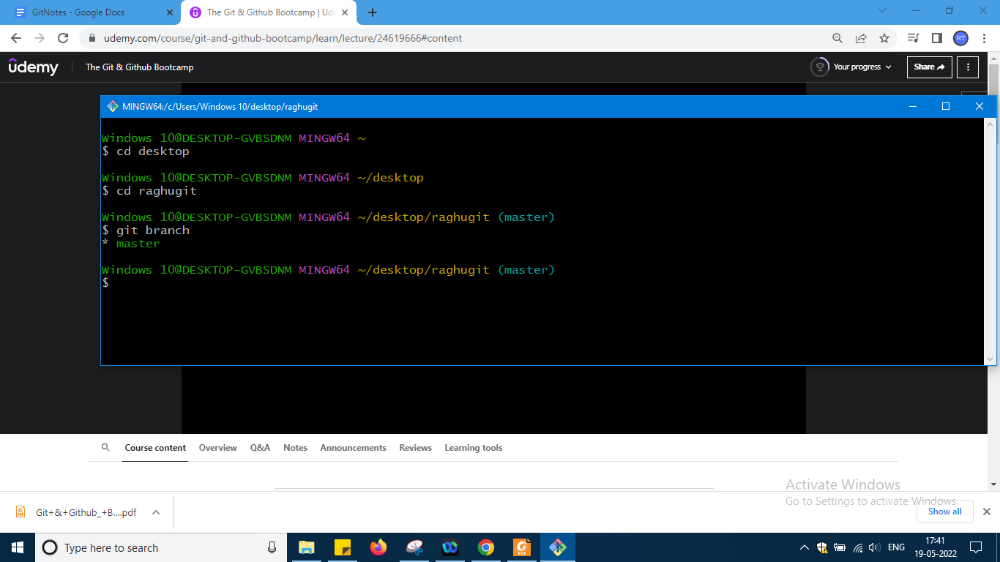 GitNotes - Google Docs
The Git & Github Bootcamp | Ud
udemy.com/course/git-and-github-bootcamp/learn/lecture/24619666#content
RT
ûdemy
The Git & Github Bootcamp
Your progress
Share
MINGW64:/c/Users/Windows 10/desktop/raghugit
Windows 10@DESKTOP-GVBSDNM MINGW64 ~
$ cd desktop
Windows 10@DESKTOP-GVBSDNM MINGW64 ~/desktop
$ cd raghugit
Windows 10@DESKTOP-GVBSDNM MINGW64 ~/desktop/raghugit (master)
$ git branch
* master
Windows 10@DESKTOP-GVBSDNM MINGW64 ~/desktop/raghugit (master)
$
Course content Overview Q&A Notes Announcements Reviews Learning tools
Activate Windows
Go to Settings to activate Windows.
Git+&+Github_+B....pdf
Show all
Type here to search
ENG
17:41
19-05-2022